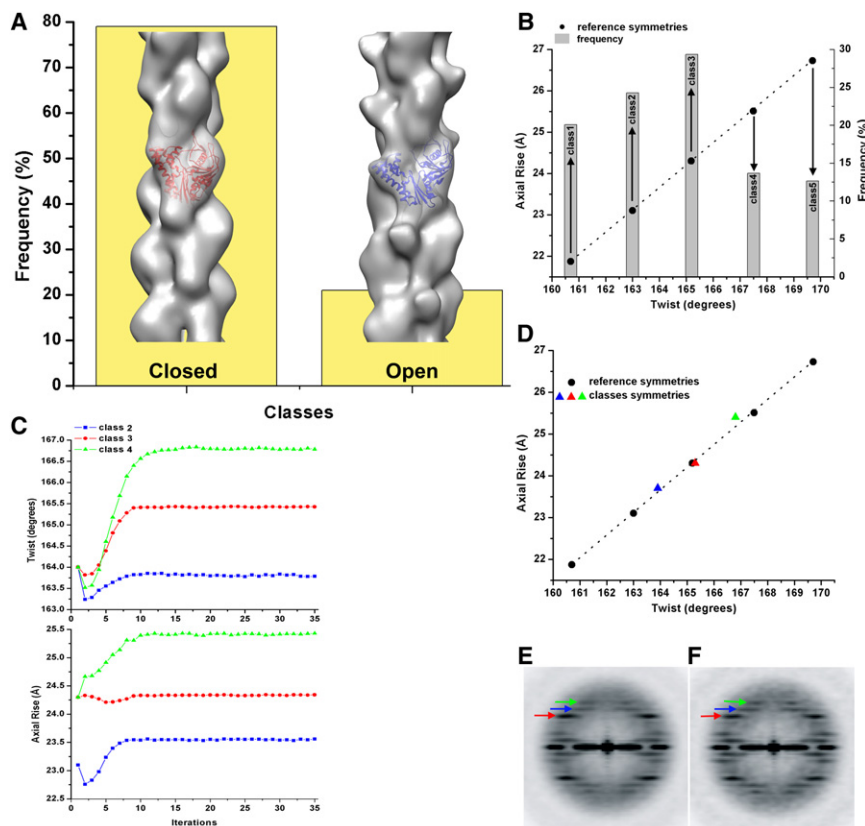 A
80
70
60
50
40
30
20
10
0
Frequency (%)
Closed
Open
Classes
B
reference symmetries
frequency
27
26
25
24
23
22
Axial Rise (Å)
30
25
20
15
10
5
0
Frequency (%)
class1
class2
class3
class4
class5
160 161 162 163 164 165 166 167 168 169 170
Twist (degrees)
C
class 2
class 3
class 4
167.0
166.5
166.0
165.5
165.0
164.5
164.0
163.5
163.0
Twist (degrees)
25.5
25.0
24.5
24.0
23.5
23.0
22.5
Axial Rise (Å)
0 5 10 15 20 25 30 35
Iterations
D
reference symmetries
classes symmetries
27
26
25
24
23
22
Axial Rise (Å)
160 161 162 163 164 165 166 167 168 169 170
Twist (degrees)
E
F